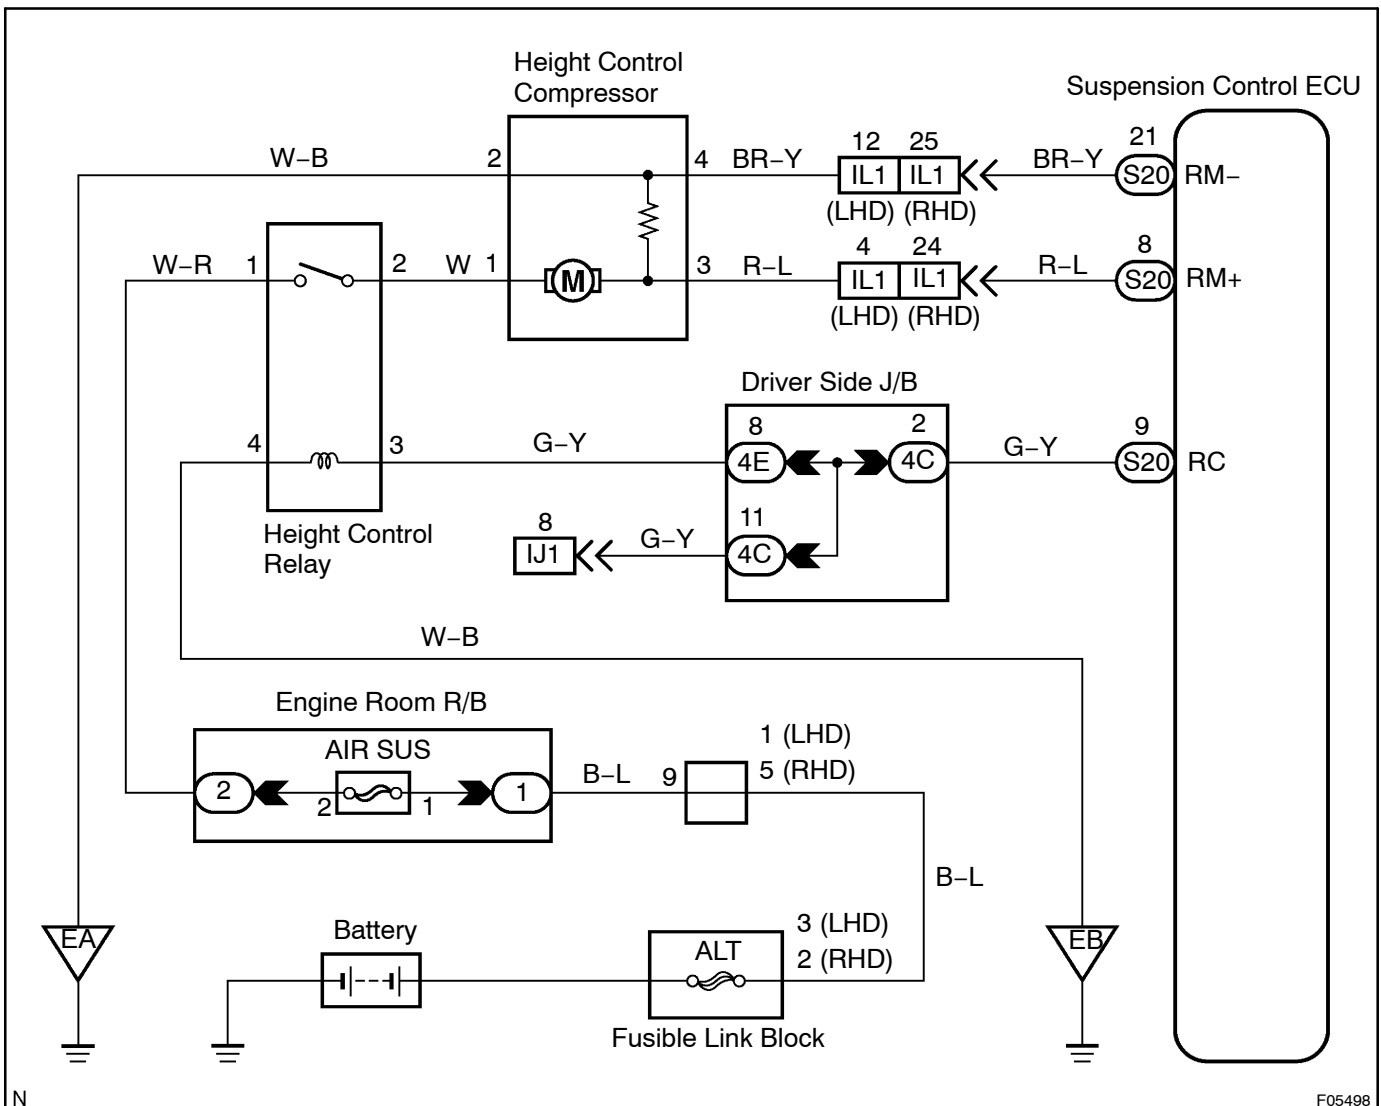 Height Control
Compressor
Suspension Control ECU
W–B
2
4
BR–Y
12
25
IL1
IL1
(LHD)
(RHD)
BR–Y
21
S20
RM–
W–R
1
2
W
1
M
3
R–L
4
24
IL1
IL1
(LHD)
(RHD)
R–L
8
S20
RM+
Driver Side J/B
4
3
G–Y
8
4E
2
4C
G–Y
9
S20
RC
Height Control
Relay
8
IJ1
G–Y
11
4C
W–B
Engine Room R/B
AIR SUS
2
2
1
1
B–L
9
1 (LHD)
5 (RHD)
B–L
EA
Battery
ALT
3 (LHD)
2 (RHD)
EB
Fusible Link Block
N
F05498